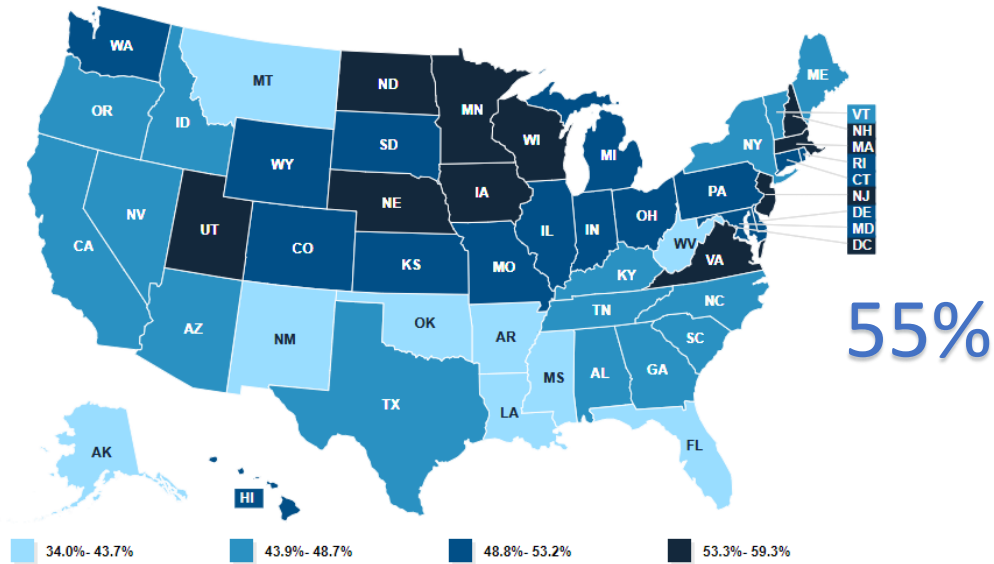 WA
MT
ND
MN
ME
OR
ID
WI
VT
NH
MA
RI
CT
NJ
DE
MD
DC
SD
MI
NY
WY
IA
PA
NE
NV
UT
IL
IN
OH
CO
WV
VA
CA
KS
MO
KY
NC
TN
55%
OK
AZ
NM
AR
SC
MS
AL
GA
TX
LA
FL
AK
HI
34.0%- 43.7%
43.9%- 48.7%
48.8%- 53.2%
53.3%- 59.3%